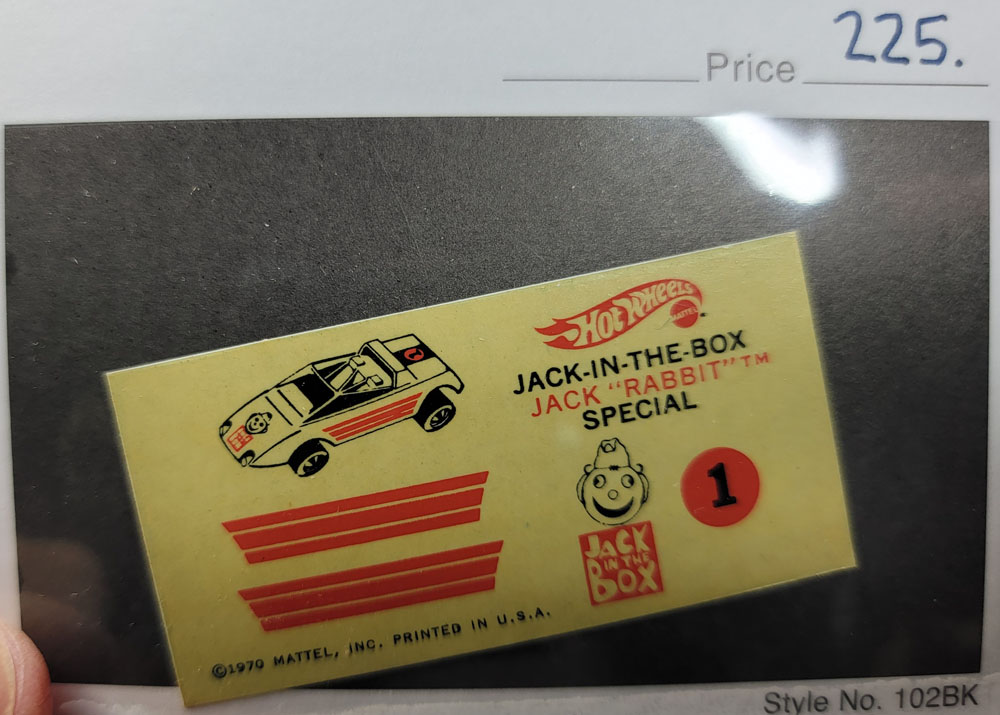 Price 225.
HOT WHEELS
MATTEL
JACK-IN-THE-BOX
JACK "RABBIT"™
SPECIAL
1
JACK
IN THE
BOX
©1970 MATTEL, INC. PRINTED IN U.S.A.
Style No. 102BK